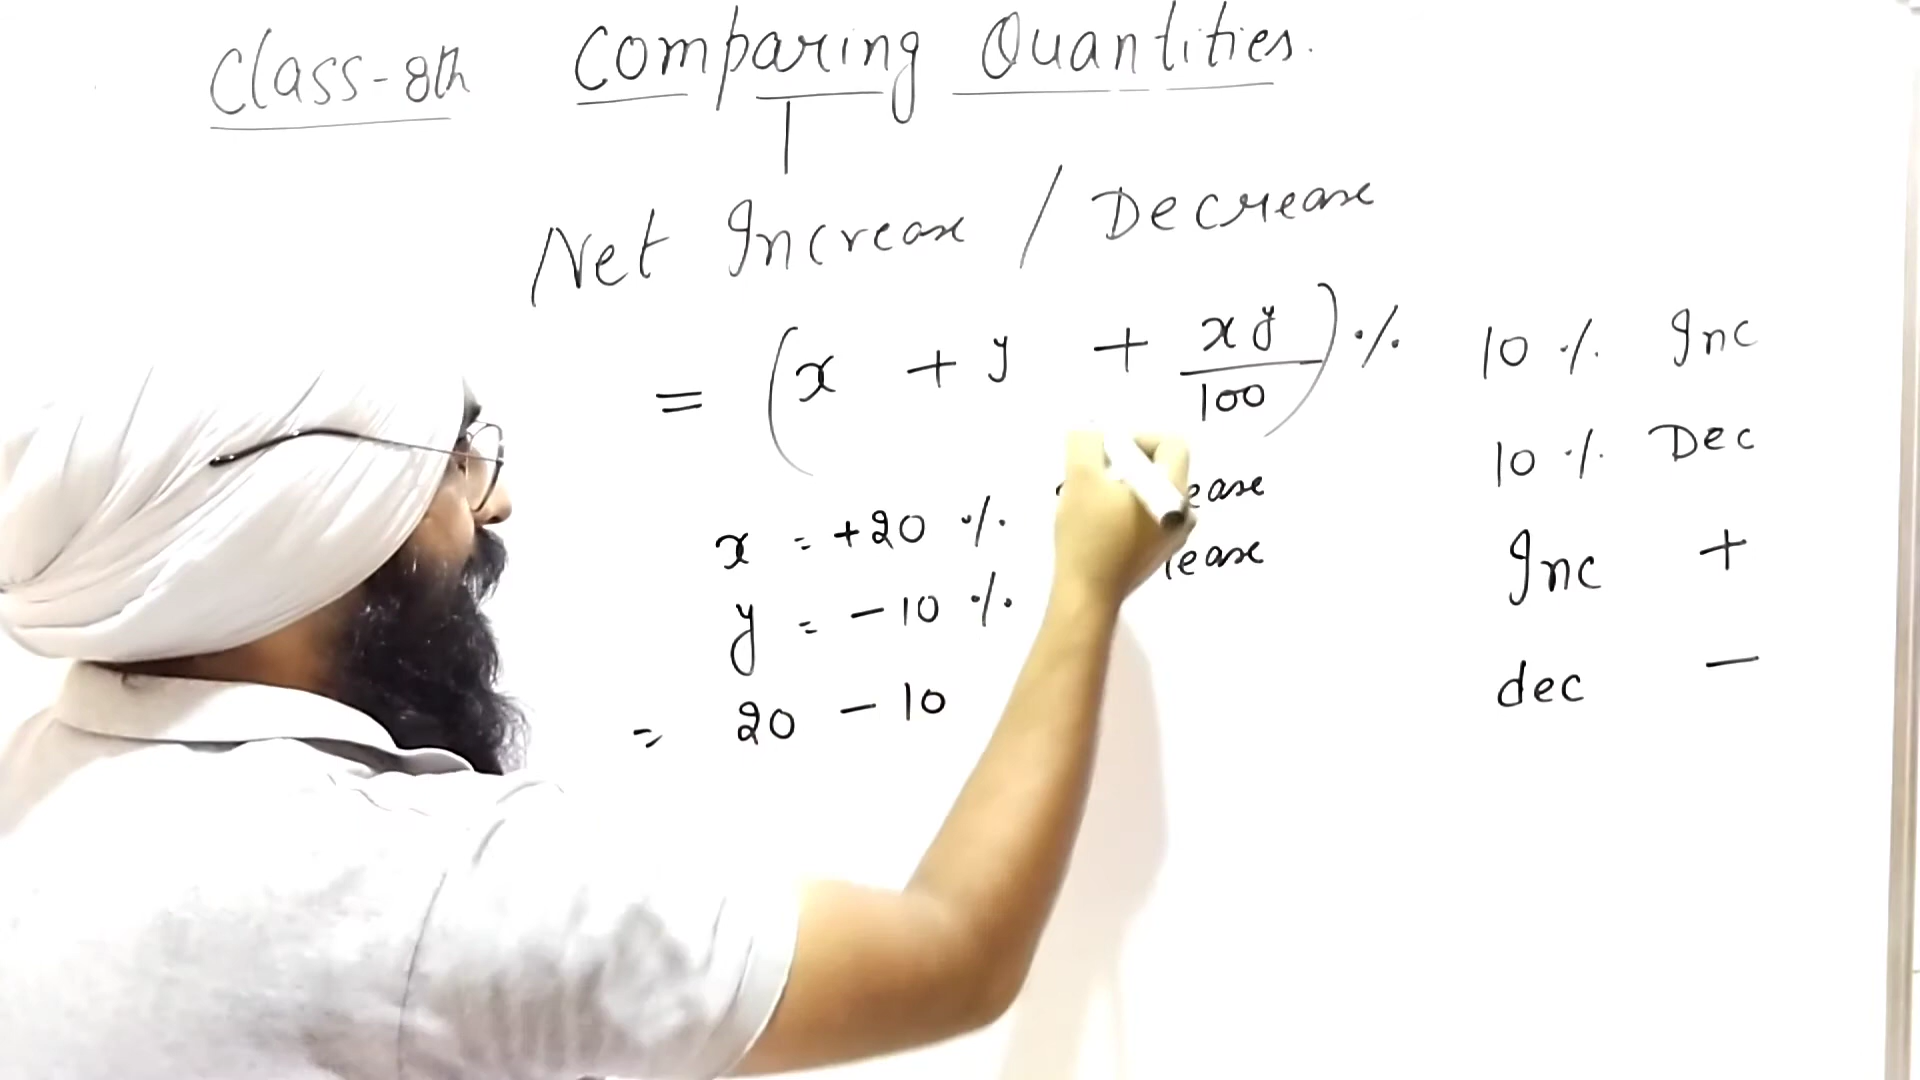 Class-8th Comparing Quantities.
Net Increase / Decrease
= (x + y + xy/100) %
x = +20 %
y = -10 %
= 20 - 10
10 % Inc
10 % Dec
Inc +
dec -